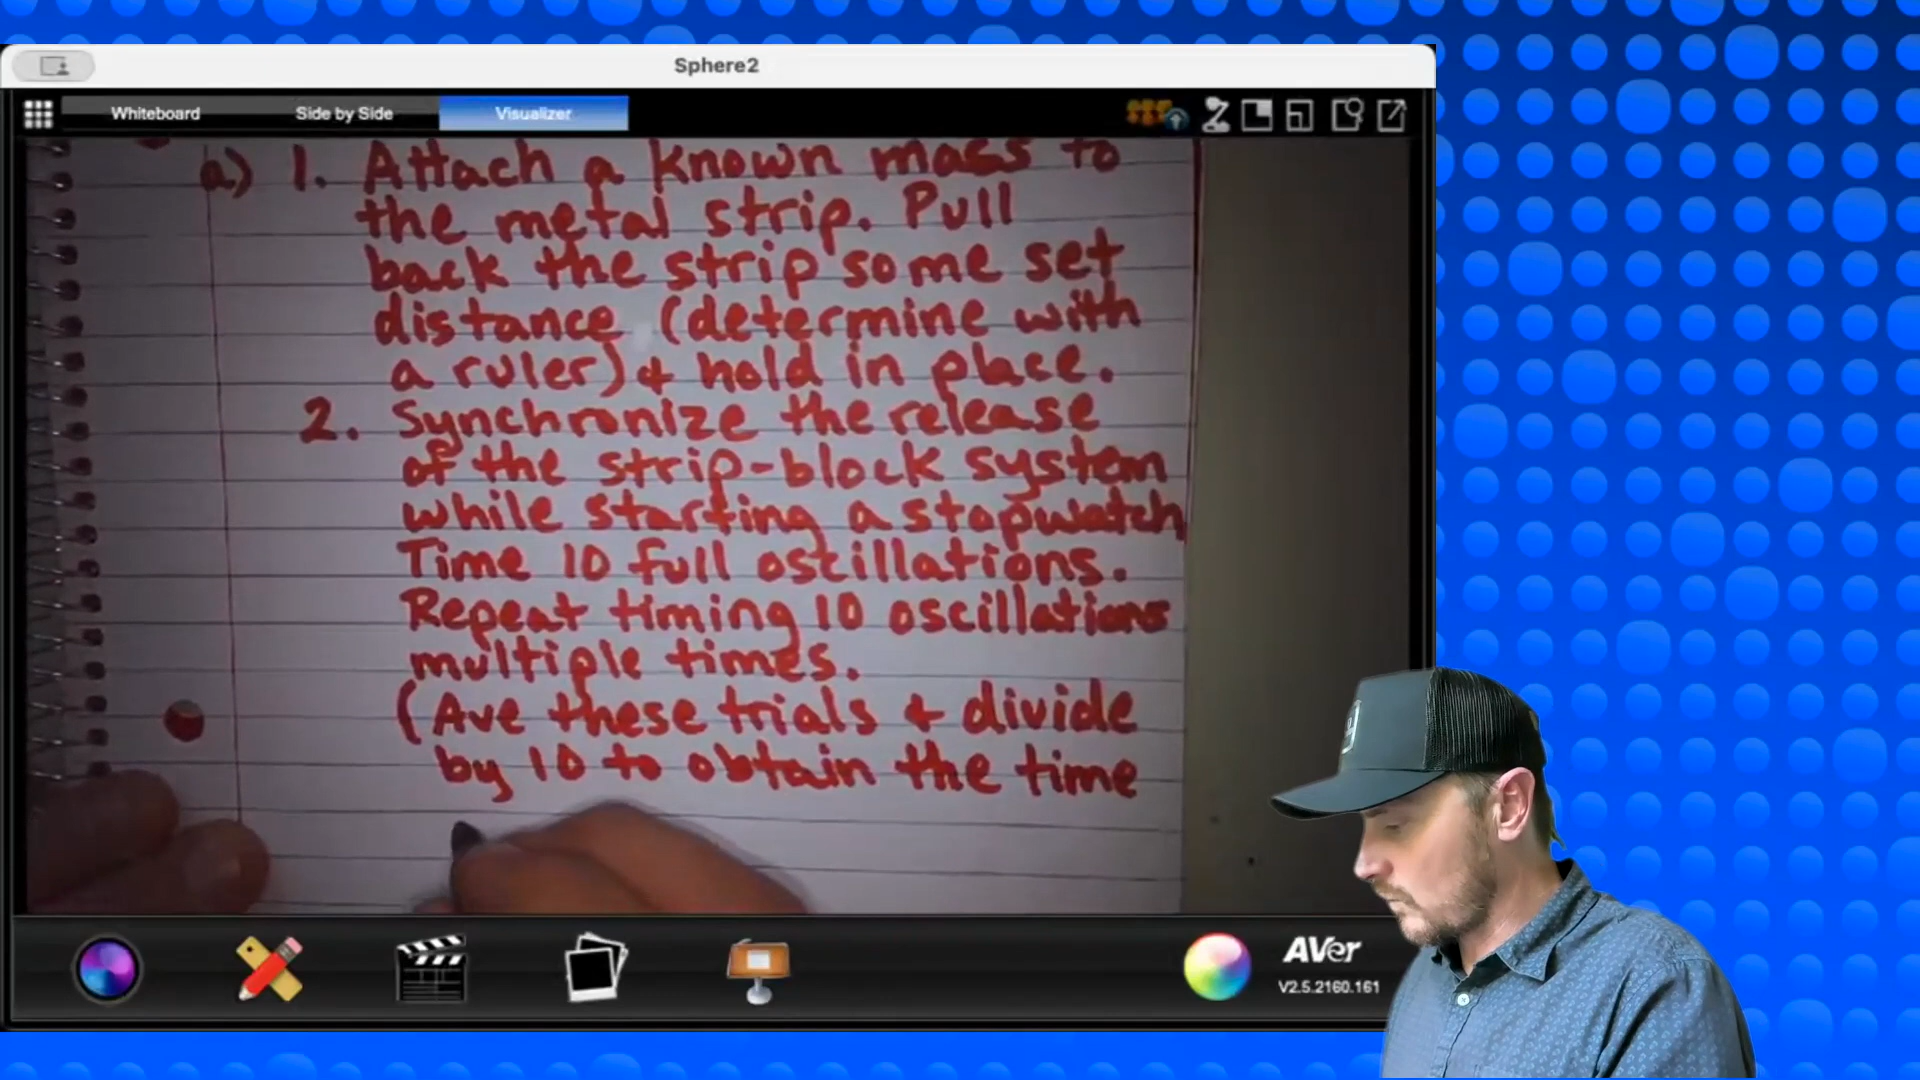 Sphere2
Whiteboard
Side by Side
Visualizer
a) 1. Attach a known mass to
the metal strip. Pull
back the strip some set
distance (determine with
a ruler) & hold in place.
2. Synchronize the release
of the strip-block system
while starting a stopwatch
Time 10 full oscillations.
Repeat timing 10 oscillations
multiple times.
(Ave these trials & divide
by 10 to obtain the time
AVer
V2.5.2160.161